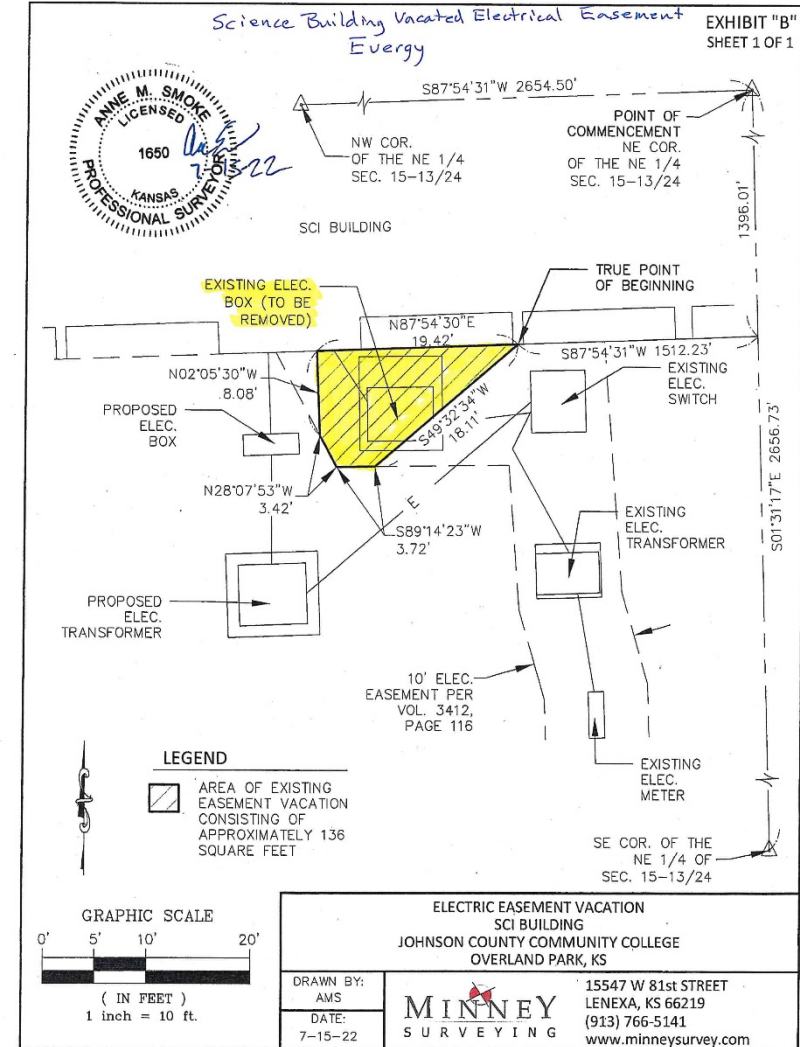 Science Building Vacated Electrical Easement
Evergy
EXHIBIT "B"
SHEET 1 OF 1
ANNE M. SMOKE
LICENSED
1650
KANSAS
PROFESSIONAL SURVEYOR
7-15-22
S87°54'31"W 2654.50'
NW COR.
OF THE NE 1/4
SEC. 15-13/24
POINT OF
COMMENCEMENT
NE COR.
OF THE NE 1/4
SEC. 15-13/24
1396.01'
SCI BUILDING
TRUE POINT
OF BEGINNING
EXISTING ELEC.
BOX (TO BE
REMOVED)
N87°54'30"E
19.42'
S87°54'31"W 1512.23'
N02°05'30"W
8.08'
EXISTING
ELEC.
SWITCH
PROPOSED
ELEC.
BOX
S49°32'34"W
18.11'
S01°31'17"E 2656.73'
N28°07'53"W
3.42'
E
S89°14'23"W
3.72'
EXISTING
ELEC.
TRANSFORMER
PROPOSED
ELEC.
TRANSFORMER
10' ELEC.
EASEMENT PER
VOL. 3412,
PAGE 116
EXISTING
ELEC.
METER
LEGEND
AREA OF EXISTING
EASEMENT VACATION
CONSISTING OF
APPROXIMATELY 136
SQUARE FEET
SE COR. OF THE
NE 1/4 OF
SEC. 15-13/24
GRAPHIC SCALE
0' 5' 10' 20'
( IN FEET )
1 inch = 10 ft.
ELECTRIC EASEMENT VACATION
SCI BUILDING
JOHNSON COUNTY COMMUNITY COLLEGE
OVERLAND PARK, KS
DRAWN BY:
AMS
DATE:
7-15-22
MINNEY
SURVEYING
15547 W 81st STREET
LENEXA, KS 66219
(913) 766-5141
www.minneysurvey.com